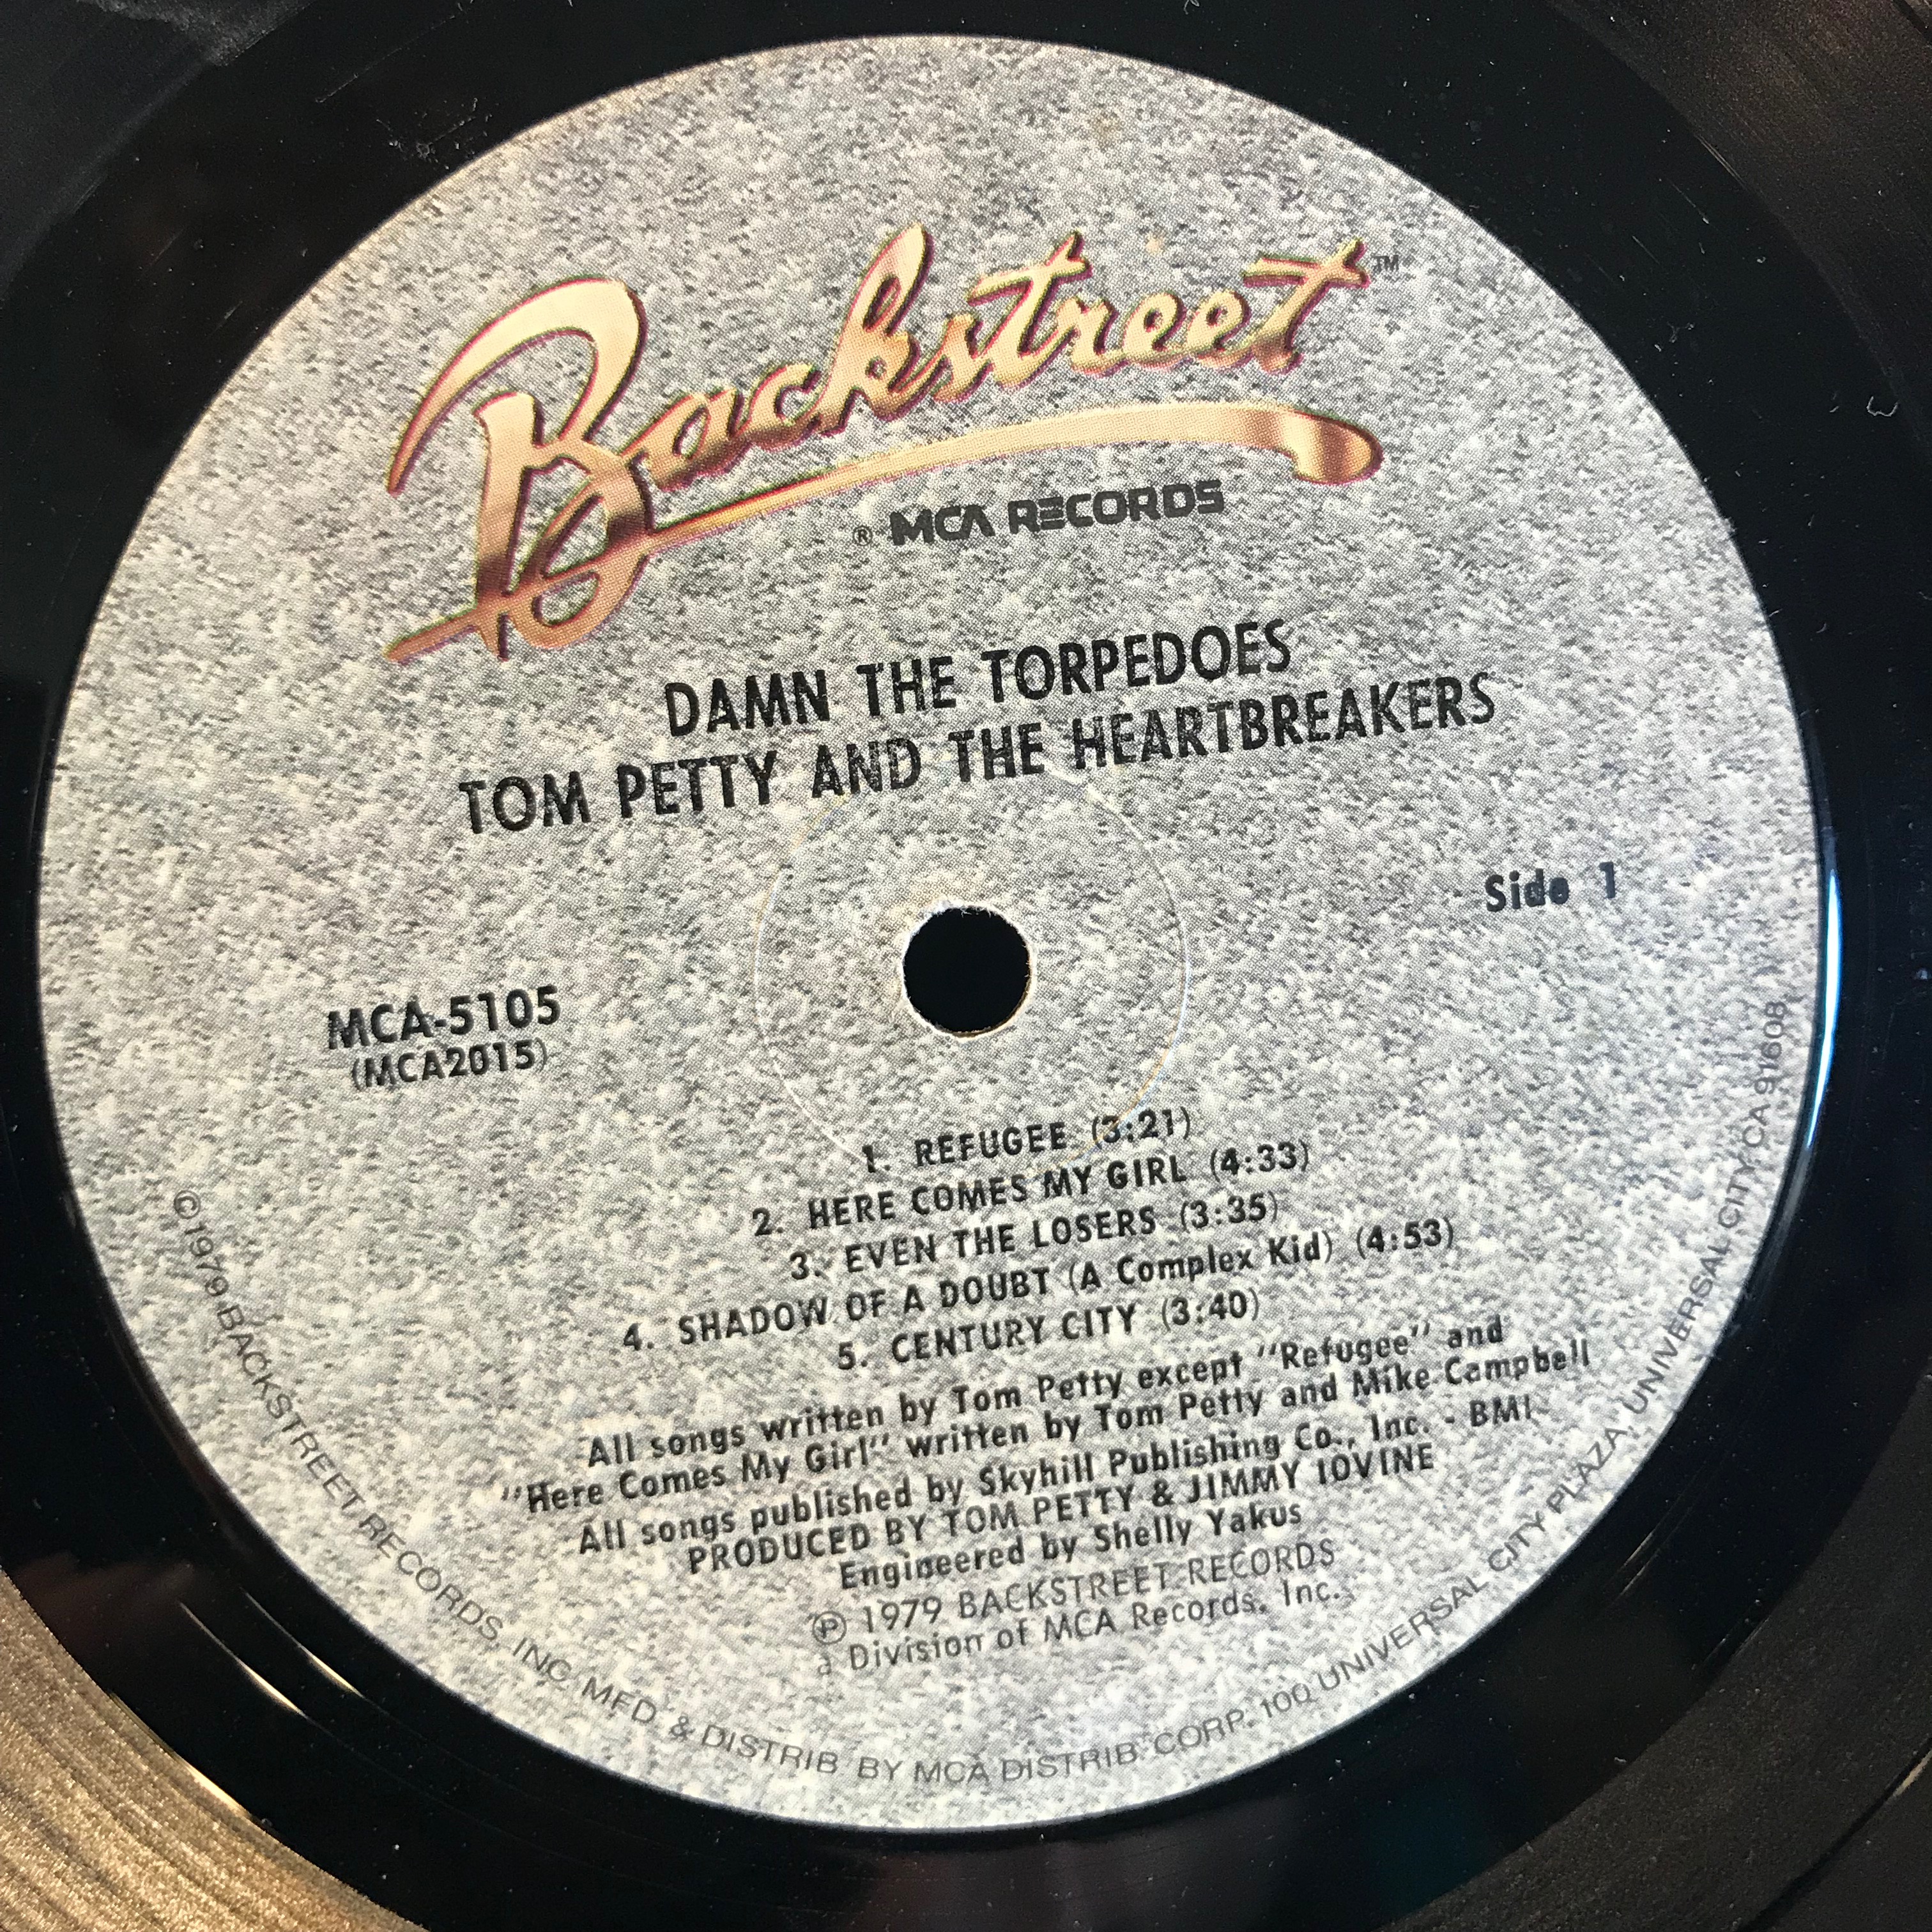 Backstreet™
® MCA RECORDS
DAMN THE TORPEDOES
TOM PETTY AND THE HEARTBREAKERS
Side 1
MCA-5105
(MCA2015)
1. REFUGEE (3:21)
2. HERE COMES MY GIRL (4:33)
3. EVEN THE LOSERS (3:35)
4. SHADOW OF A DOUBT (A Complex Kid) (4:53)
5. CENTURY CITY (3:40)
All songs written by Tom Petty except "Refugee" and
"Here Comes My Girl" written by Tom Petty and Mike Campbell
All songs published by Skyhill Publishing Co., Inc. - BMI
PRODUCED BY TOM PETTY & JIMMY IOVINE
Engineered by Shelly Yakus
℗ 1979 BACKSTREET RECORDS
a Division of MCA Records, Inc.
©1979 BACKSTREET RECORDS, INC. MFD. & DISTRIB. BY MCA DISTRIB. CORP. 100 UNIVERSAL CITY PLAZA, UNIVERSAL CITY, CA 91608